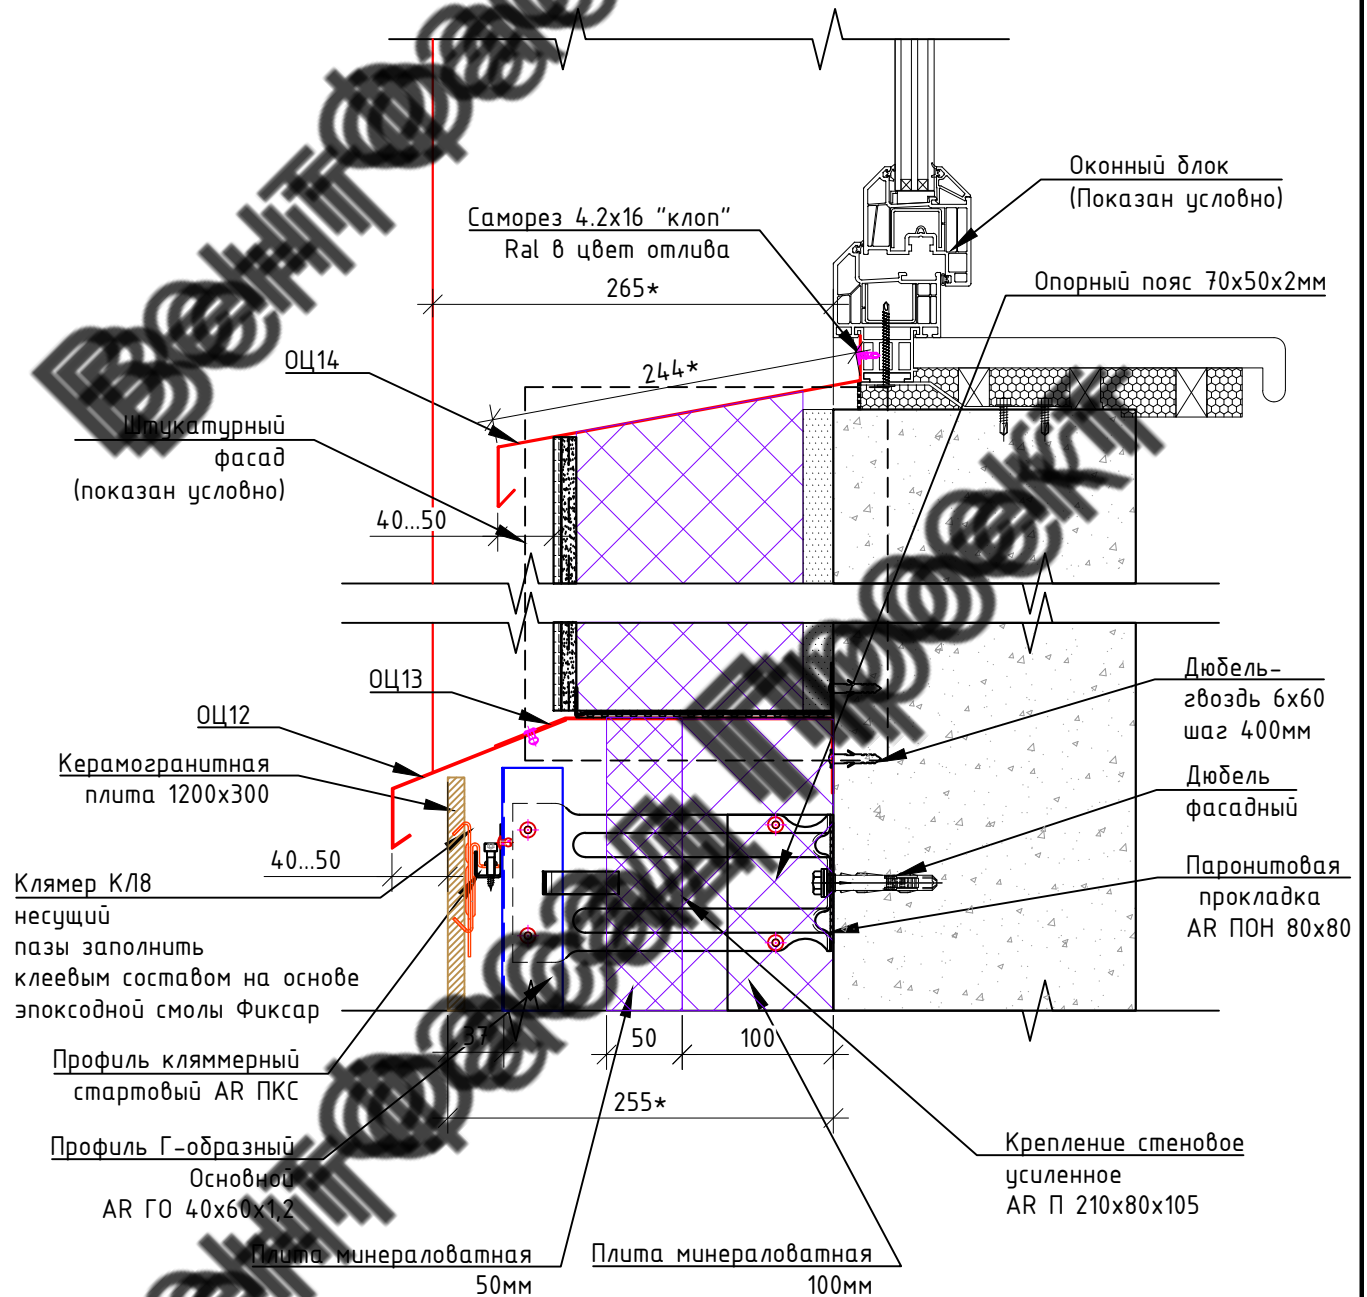 Оконный блок
(Показан условно)
Саморез 4.2х16 "клоп"
Ral в цвет отлива
265*
Опорный пояс 70х50х2мм
ОЦ14
244*
Штукатурный
фасад
(показан условно)
40...50
ОЦ13
ОЦ12
Дюбель-
гвоздь 6х60
шаг 400мм
Керамогранитная
плита 1200х300
Дюбель
фасадный
40...50
Клямер КЛ8
несущий
пазы заполнить
клеевым составом на основе
эпоксодной смолы Фиксар
Паронитовая
прокладка
AR ПОН 80х80
37
50
100
Профиль кляммерный
стартовый AR ПКС
255*
Профиль Г-образный
Основной
AR ГО 40х60х1,2
Крепление стеновое
усиленное
AR П 210х80х105
Плита минераловатная
50мм
Плита минераловатная
100мм
ВентФасад Проект
ВентФасад